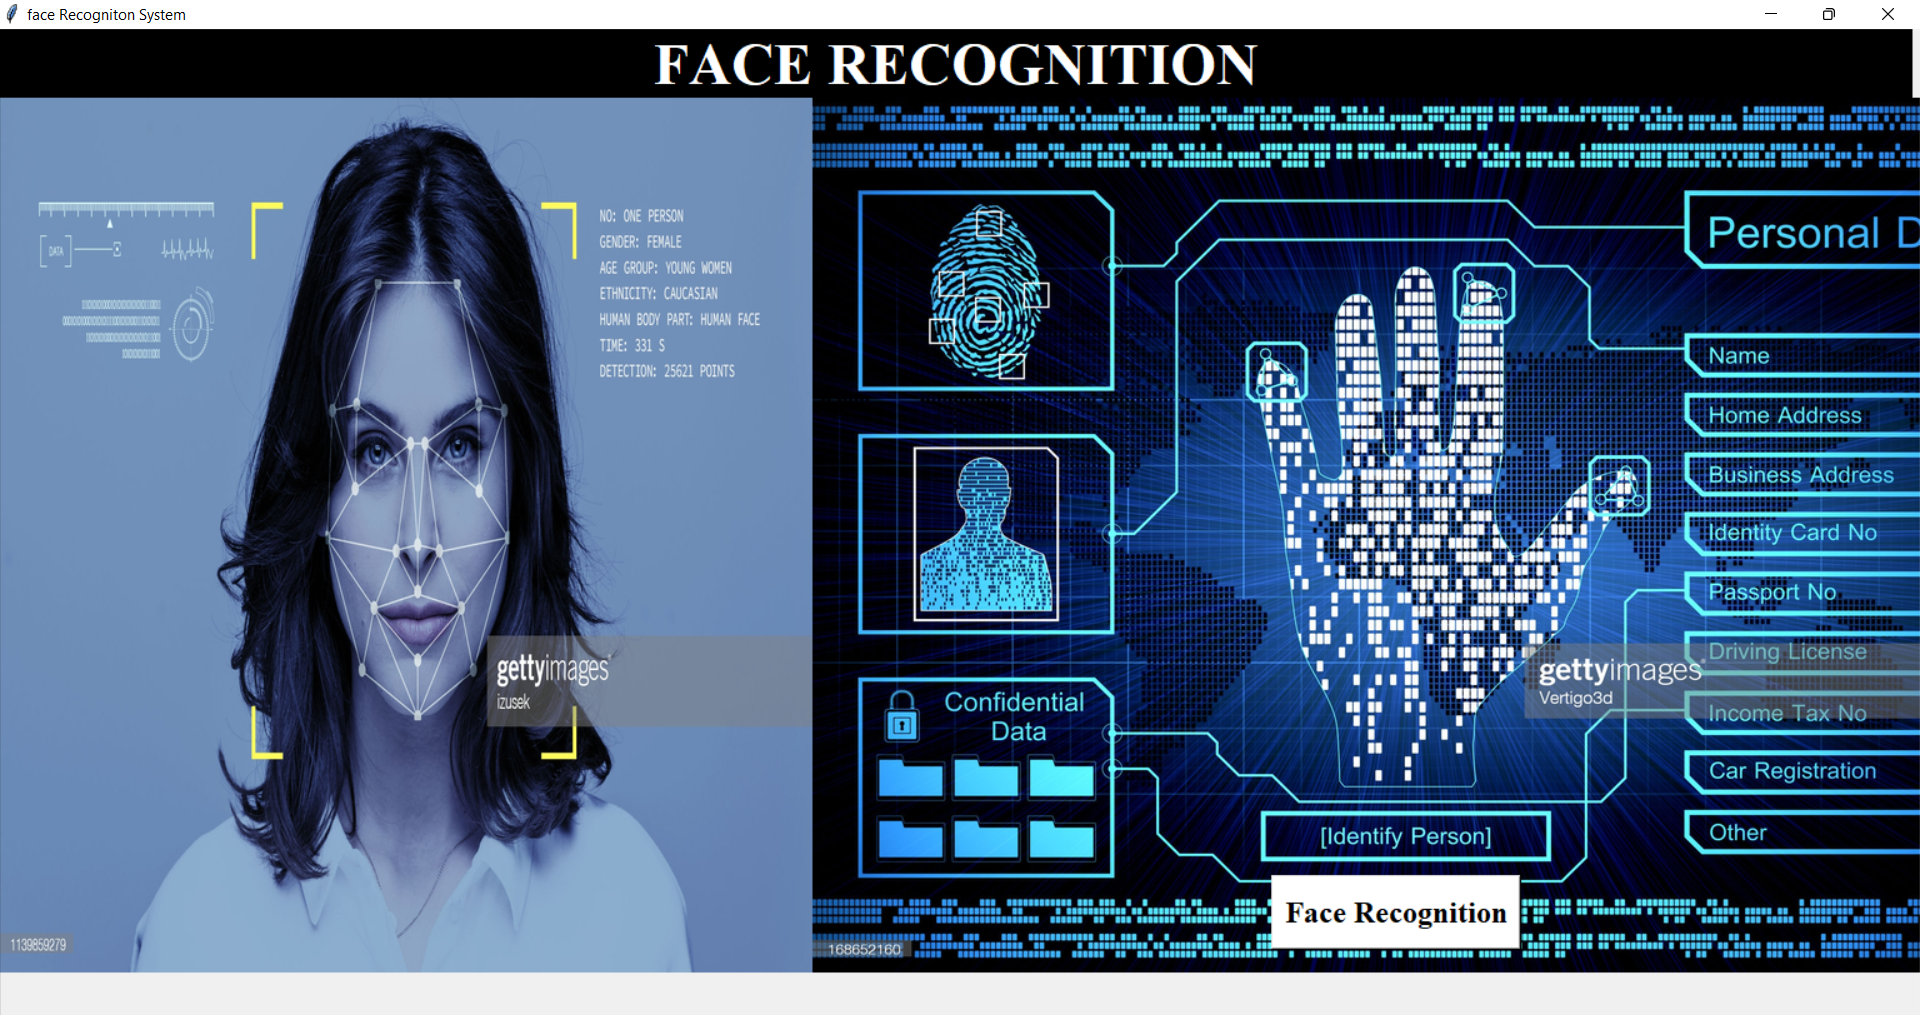 face Recogniton System
FACE RECOGNITION
DATA
NO: ONE PERSON
GENDER: FEMALE
AGE GROUP: YOUNG WOMEN
ETHNICITY: CAUCASIAN
HUMAN BODY PART: HUMAN FACE
TIME: 331 S
DETECTION: 25621 POINTS
gettyimages
izusek
1139859279
Personal D
Name
Home Address
Business Address
Identity Card No
Passport No
Driving License
gettyimages
Vertigo3d
Income Tax No
Car Registration
Other
Confidential
Data
[Identify Person]
Face Recognition
168652160